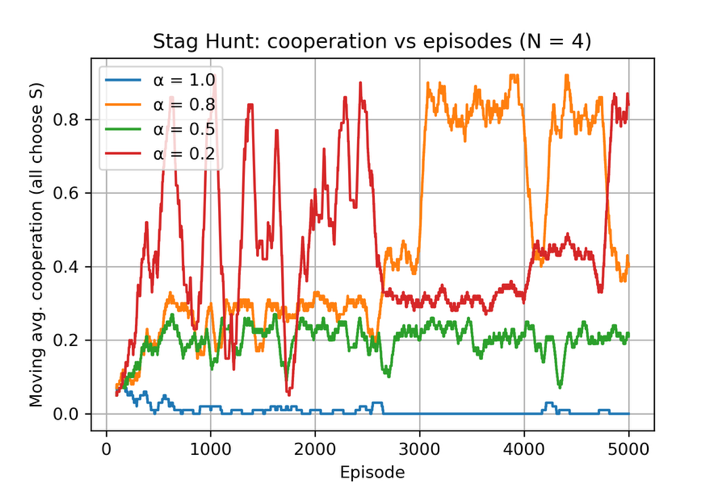 Stag Hunt: cooperation vs episodes (N = 4)
Moving avg. cooperation (all choose S)
α = 1.0
α = 0.8
α = 0.5
α = 0.2
0.8
0.6
0.4
0.2
0.0
0 1000 2000 3000 4000 5000
Episode